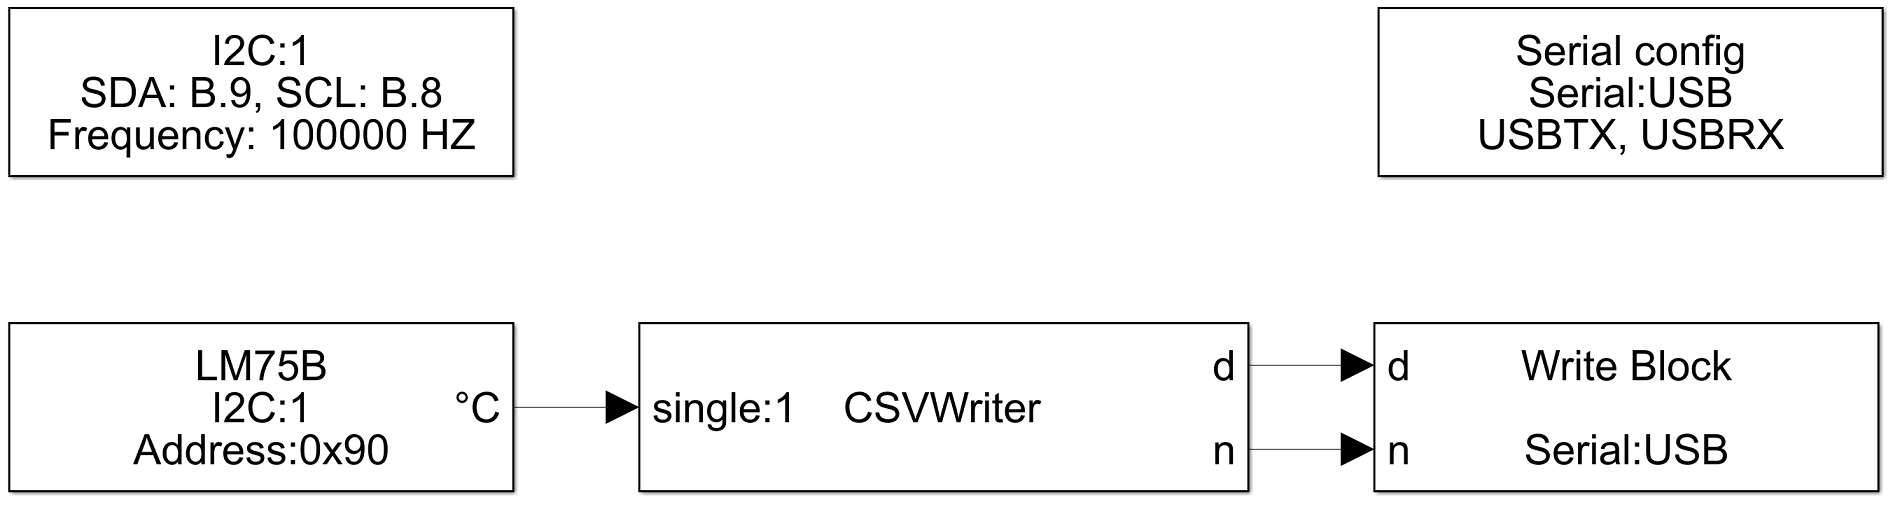 I2C:1
SDA: B.9, SCL: B.8
Frequency: 100000 HZ
Serial config
Serial:USB
USBTX, USBRX
LM75B
I2C:1
Address:0x90
°C
single:1
CSVWriter
d
n
d
Write Block
n
Serial:USB